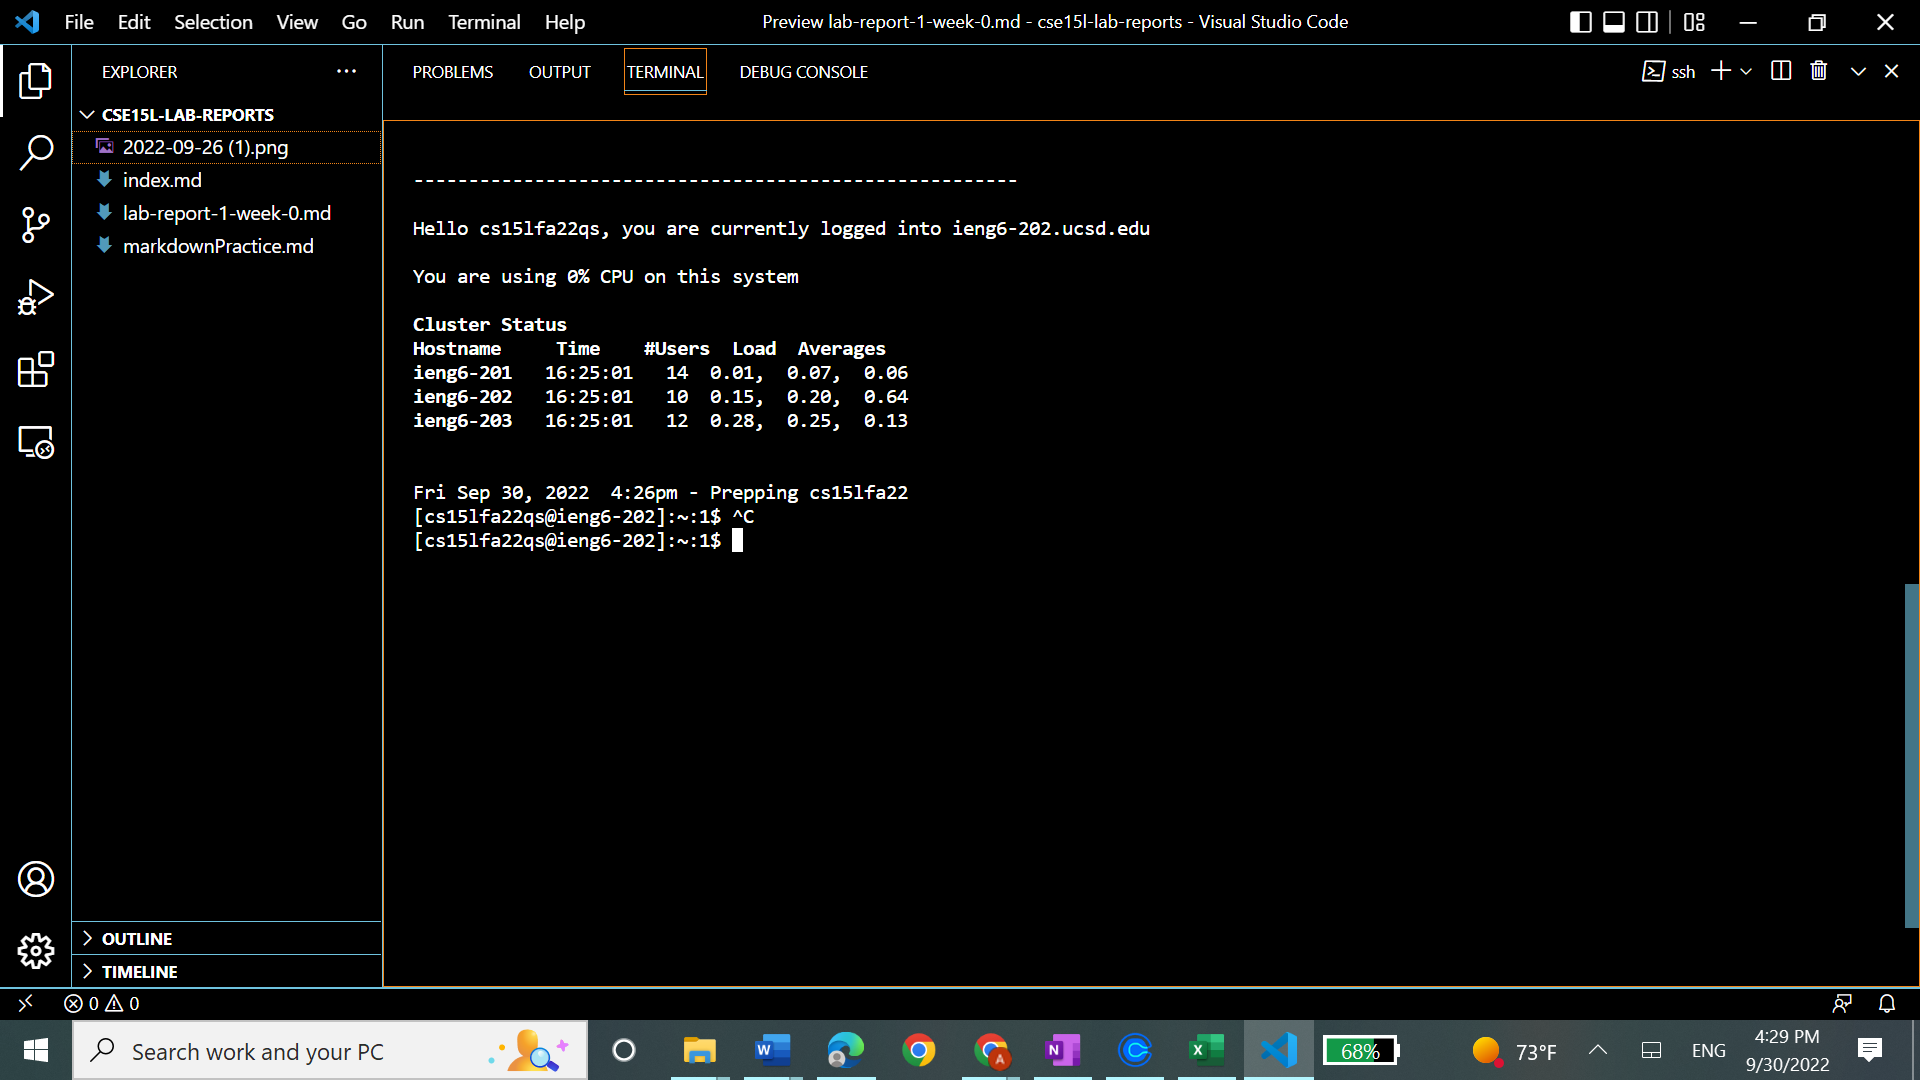 File Edit Selection View Go Run Terminal Help
Preview lab-report-1-week-0.md - cse15l-lab-reports - Visual Studio Code
EXPLORER
CSE15L-LAB-REPORTS
2022-09-26 (1).png
index.md
lab-report-1-week-0.md
markdownPractice.md
OUTLINE
TIMELINE
PROBLEMS OUTPUT TERMINAL DEBUG CONSOLE
ssh
-------------------------------------------------------
Hello cs15lfa22qs, you are currently logged into ieng6-202.ucsd.edu
You are using 0% CPU on this system
Cluster Status
Hostname Time #Users Load Averages
ieng6-201 16:25:01 14 0.01, 0.07, 0.06
ieng6-202 16:25:01 10 0.15, 0.20, 0.64
ieng6-203 16:25:01 12 0.28, 0.25, 0.13
Fri Sep 30, 2022 4:26pm - Prepping cs15lfa22
[cs15lfa22qs@ieng6-202]:~:1$ ^C
[cs15lfa22qs@ieng6-202]:~:1$
0 0
Search work and your PC
68%
73°F
ENG
4:29 PM
9/30/2022